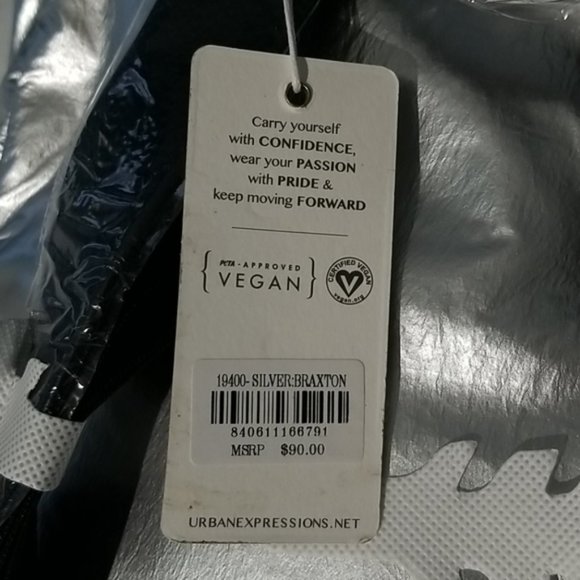 Carry yourself
with CONFIDENCE,
wear your PASSION
with PRIDE &
keep moving FORWARD
PETA - APPROVED
VEGAN
CERTIFIED VEGAN
V
vegan.org
19400- SILVER:BRAXTON
840611166791
MSRP $90.00
URBANEXPRESSIONS.NET